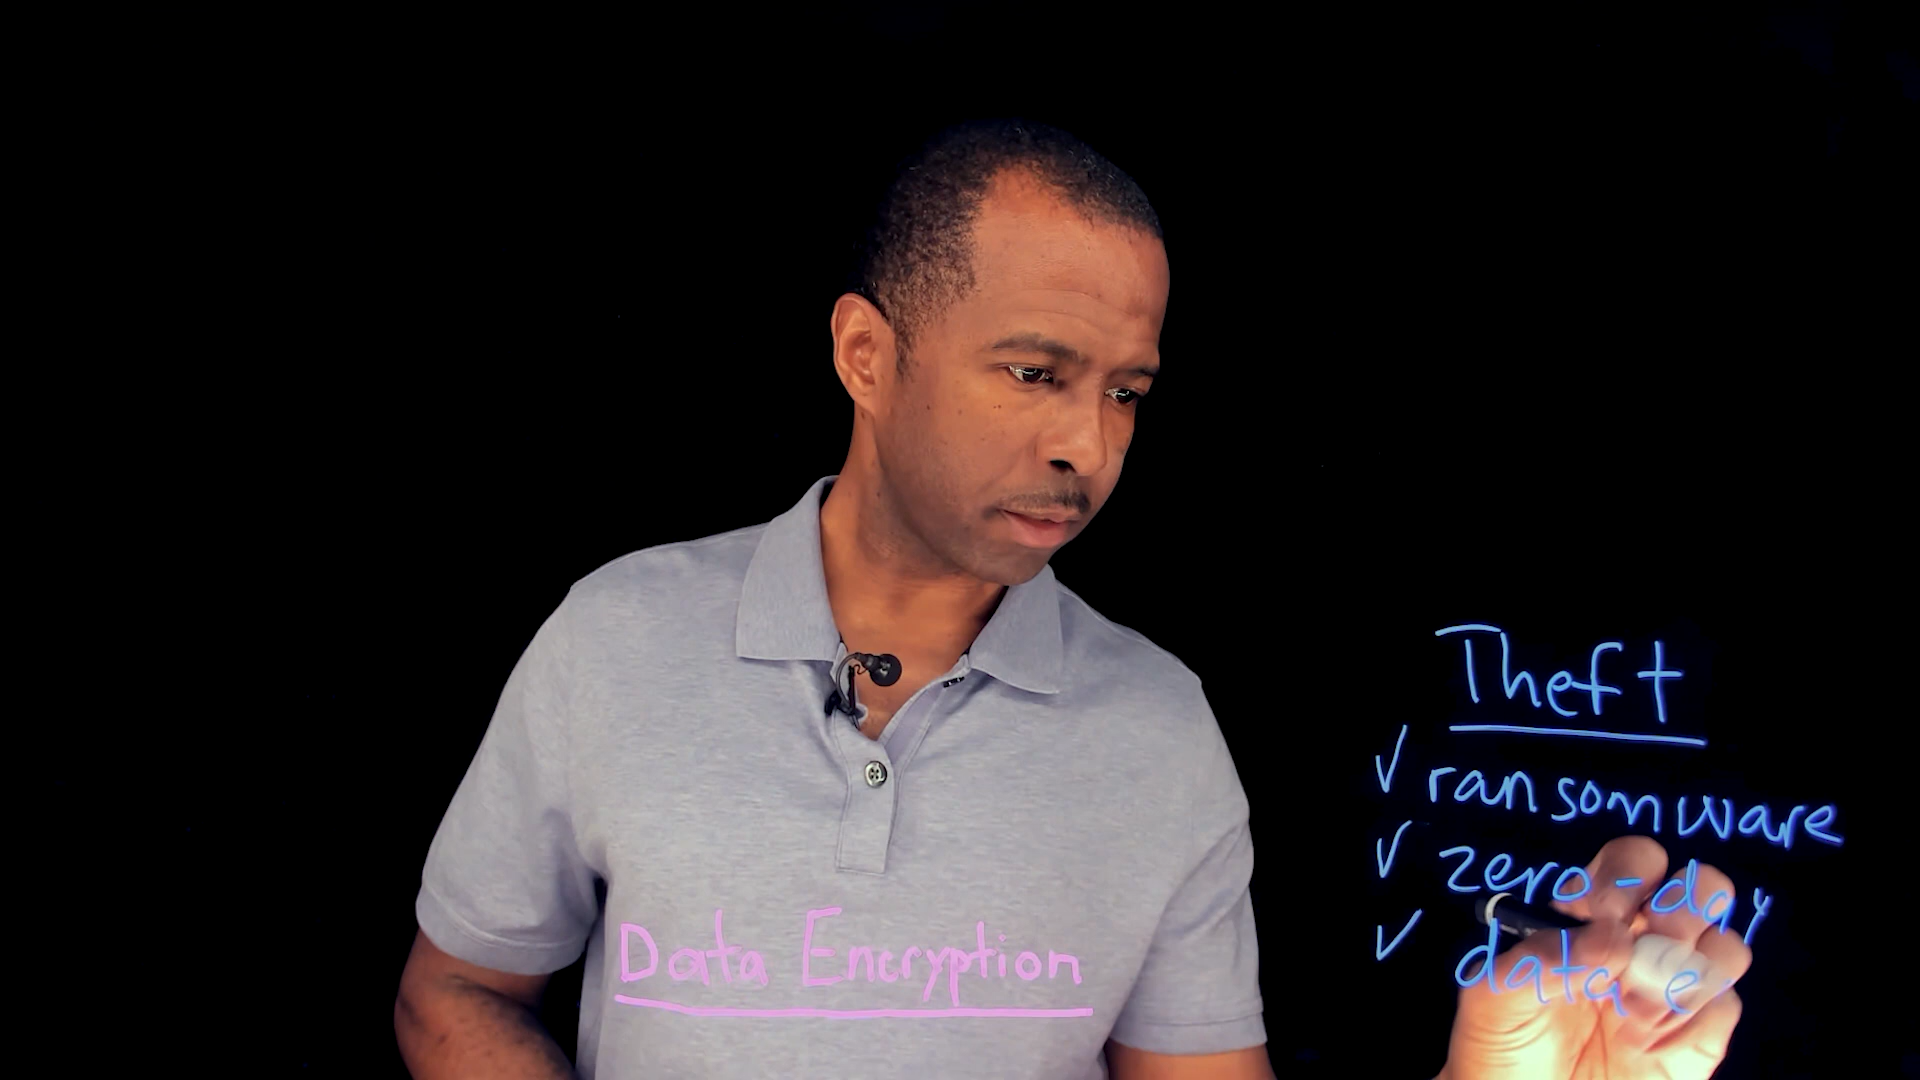 Theft
✓ ransomware
✓ zero-day
✓ data e
Data Encryption